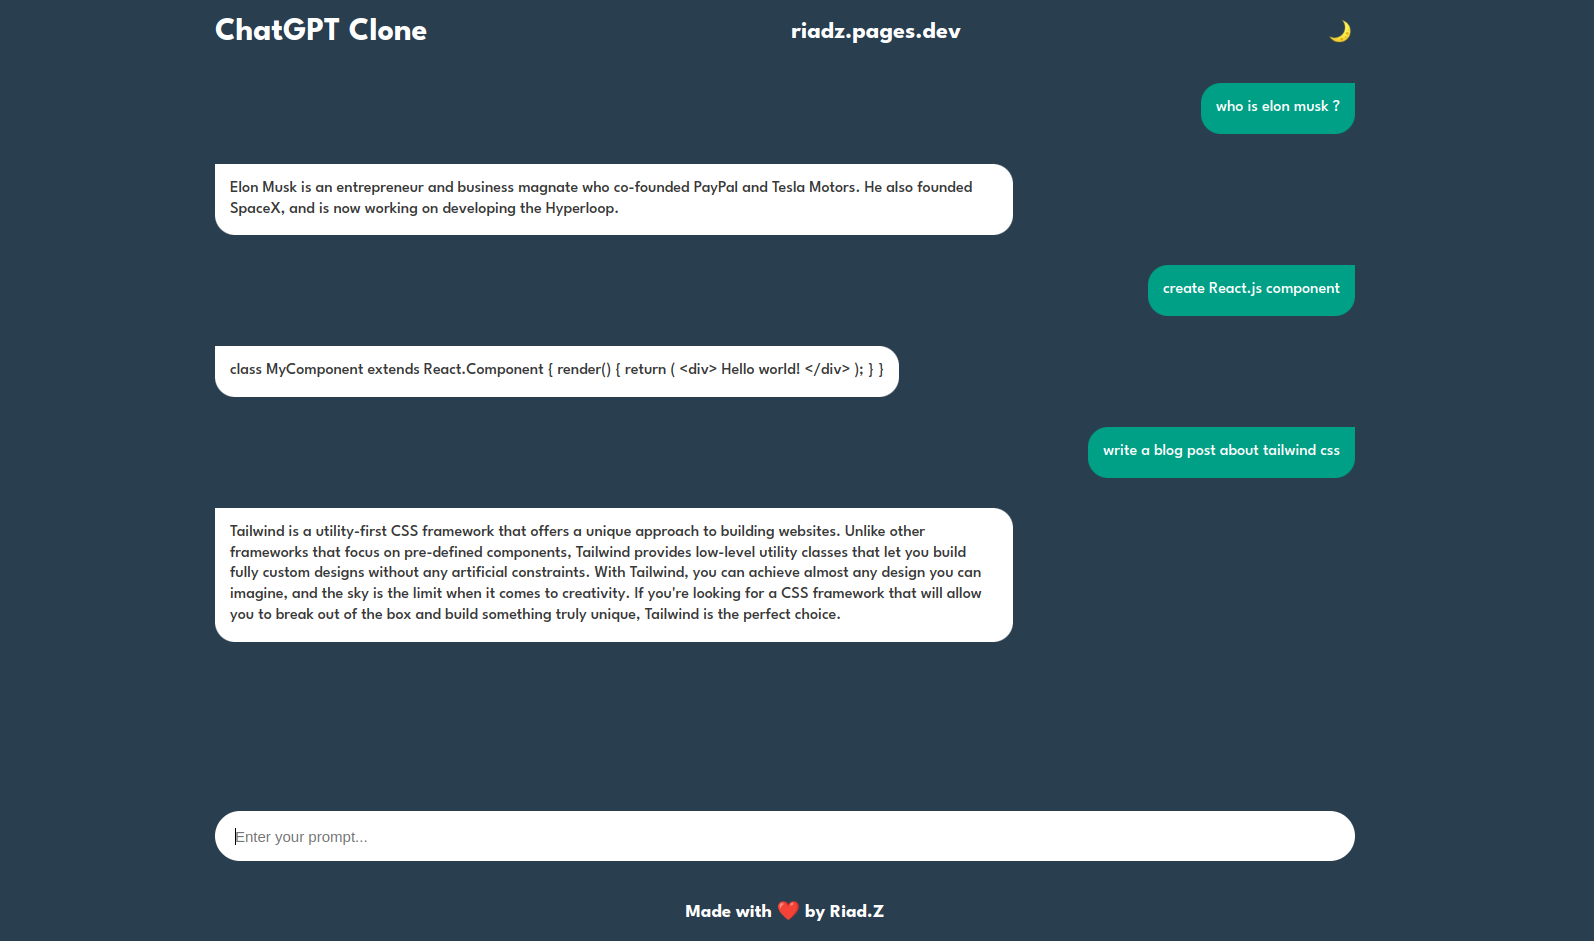 ChatGPT Clone
riadz.pages.dev
who is elon musk ?
Elon Musk is an entrepreneur and business magnate who co-founded PayPal and Tesla Motors. He also founded
SpaceX, and is now working on developing the Hyperloop.
create React.js component
class MyComponent extends React.Component { render() { return ( <div> Hello world! </div> ); } }
write a blog post about tailwind css
Tailwind is a utility-first CSS framework that offers a unique approach to building websites. Unlike other
frameworks that focus on pre-defined components, Tailwind provides low-level utility classes that let you build
fully custom designs without any artificial constraints. With Tailwind, you can achieve almost any design you can
imagine, and the sky is the limit when it comes to creativity. If you're looking for a CSS framework that will allow
you to break out of the box and build something truly unique, Tailwind is the perfect choice.
Enter your prompt...
Made with ❤️ by Riad.Z